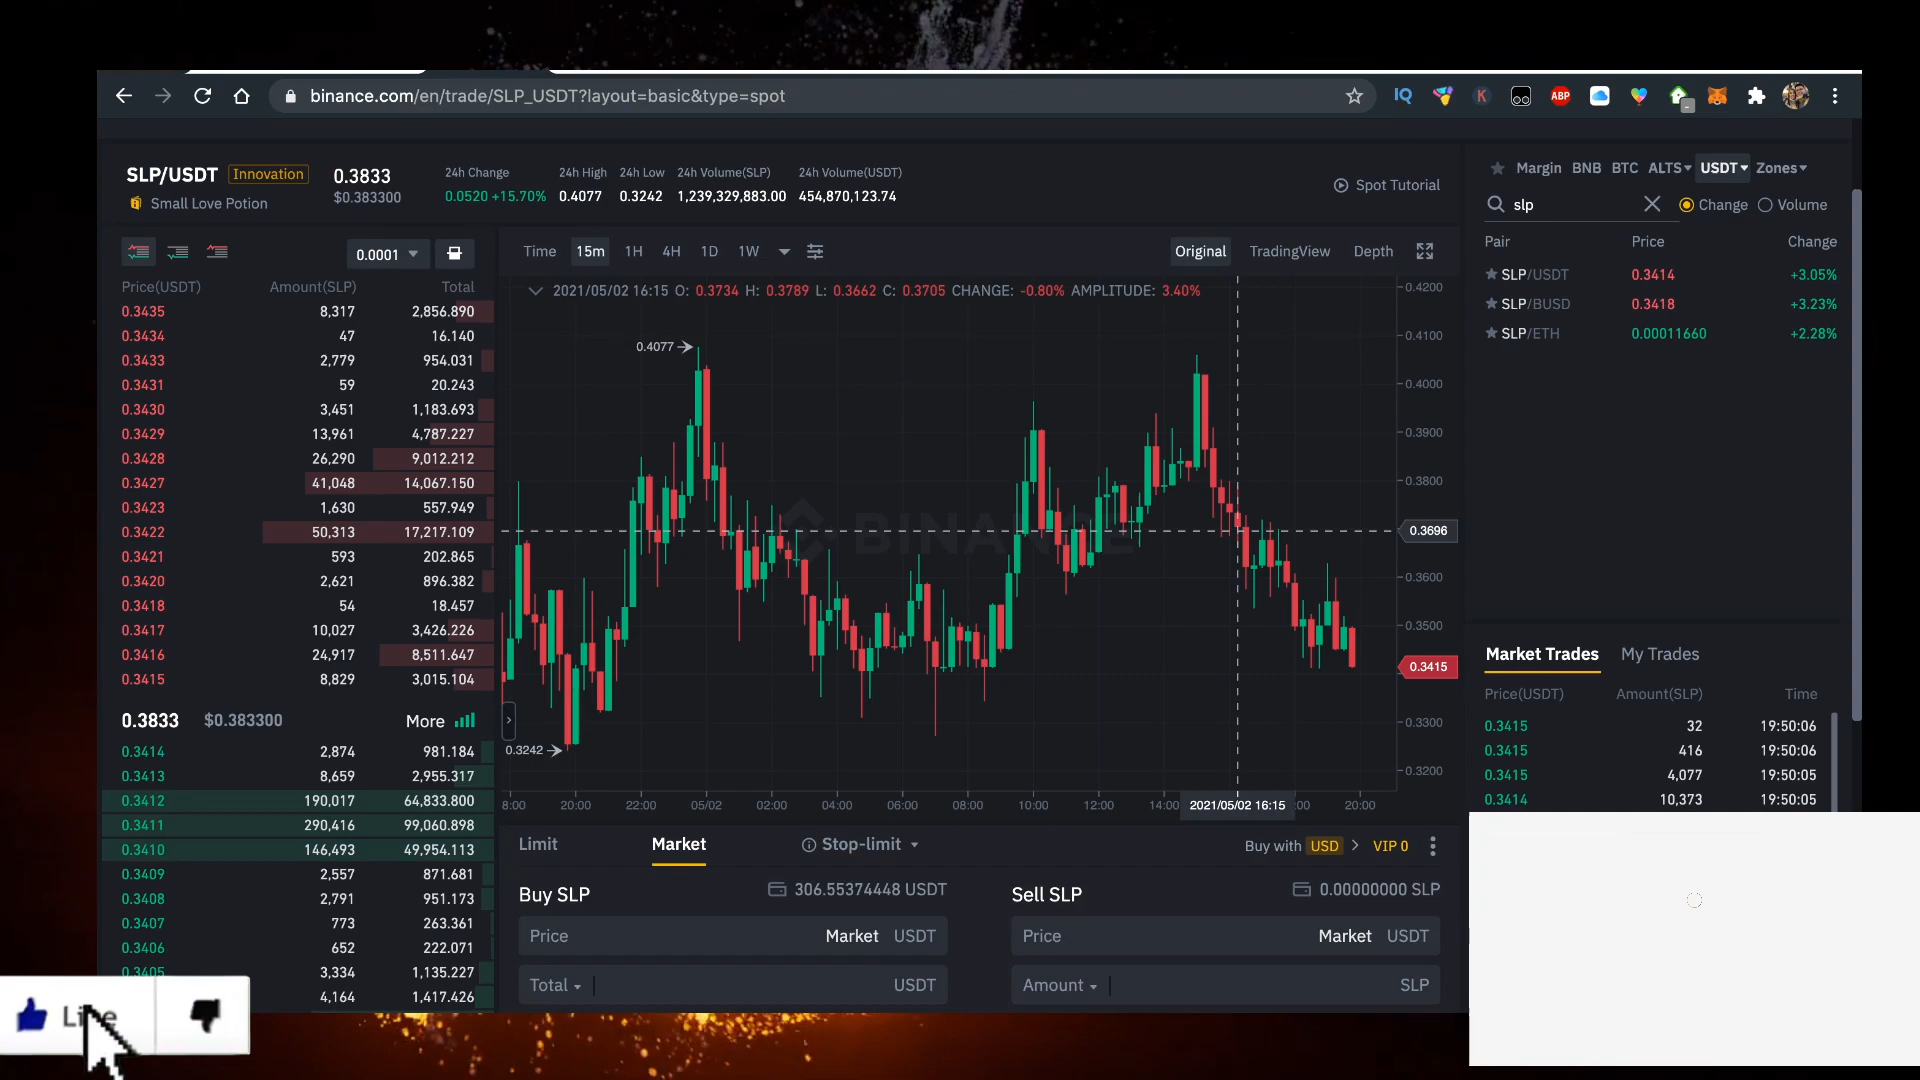 binance.com/en/trade/SLP_USDT?layout=basic&type=spot
SLP/USDT Innovation
Small Love Potion
0.3833
$0.383300
24h Change 24h High 24h Low 24h Volume(SLP) 24h Volume(USDT)
0.0520 +15.70% 0.4077 0.3242 1,239,329,883.00 454,870,123.74
Spot Tutorial
0.0001
Price(USDT) Amount(SLP) Total
0.3435 8,317 2,856.890
0.3434 47 16.140
0.3433 2,779 954.031
0.3431 59 20.243
0.3430 3,451 1,183.693
0.3429 13,961 4,787.227
0.3428 26,290 9,012.212
0.3427 41,048 14,067.150
0.3423 1,630 557.949
0.3422 50,313 17,217.109
0.3421 593 202.865
0.3420 2,621 896.382
0.3418 54 18.457
0.3417 10,027 3,426.226
0.3416 24,917 8,511.647
0.3415 8,829 3,015.104
0.3833 $0.383300 More
0.3414 2,874 981.184
0.3413 8,659 2,955.317
0.3412 190,017 64,833.800
0.3411 290,416 99,060.898
0.3410 146,493 49,954.113
0.3409 2,557 871.681
0.3408 2,791 951.173
0.3407 773 263.361
0.3406 652 222.071
0.3405 3,334 1,135.227
4,164 1,417.426
Time 15m 1H 4H 1D 1W
Original TradingView Depth
2021/05/02 16:15 O: 0.3734 H: 0.3789 L: 0.3662 C: 0.3705 CHANGE: -0.80% AMPLITUDE: 3.40%
0.4077
0.3242
BINANCE
0.4200
0.4100
0.4000
0.3900
0.3800
0.3696
0.3600
0.3500
0.3415
0.3300
0.3200
8:00 20:00 22:00 05/02 02:00 04:00 06:00 08:00 10:00 12:00 14:00 2021/05/02 16:15 :00 20:00
Limit Market Stop-limit
Buy with USD VIP 0
Buy SLP 306.55374448 USDT
Price Market USDT
Total USDT
Sell SLP 0.00000000 SLP
Price Market USDT
Amount SLP
Margin BNB BTC ALTS USDT Zones
slp
Change Volume
Pair Price Change
SLP/USDT 0.3414 +3.05%
SLP/BUSD 0.3418 +3.23%
SLP/ETH 0.00011660 +2.28%
Market Trades My Trades
Price(USDT) Amount(SLP) Time
0.3415 32 19:50:06
0.3415 416 19:50:06
0.3415 4,077 19:50:05
0.3414 10,373 19:50:05
IQ
K
ABP